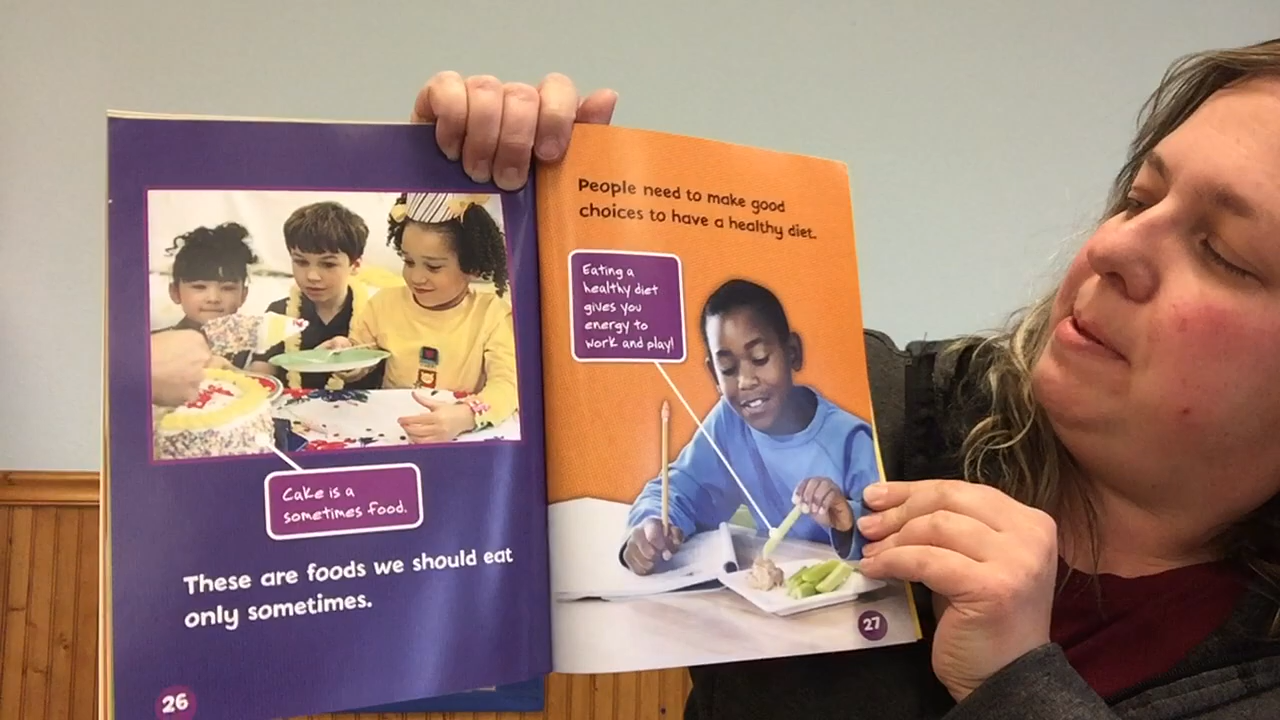 Cake is a
sometimes food.
These are foods we should eat
only sometimes.
26
People need to make good
choices to have a healthy diet.
Eating a
healthy diet
gives you
energy to
work and play!
27